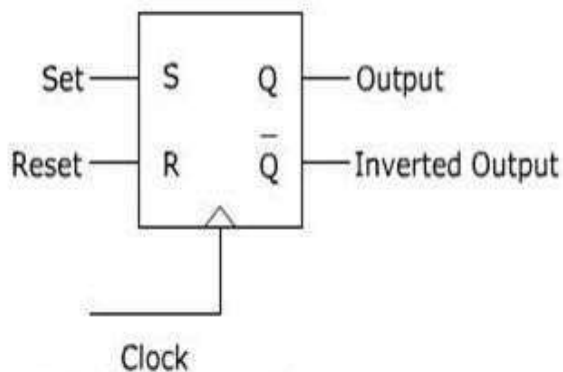 Set S Q Output
Reset R Q̅ Inverted Output
Clock